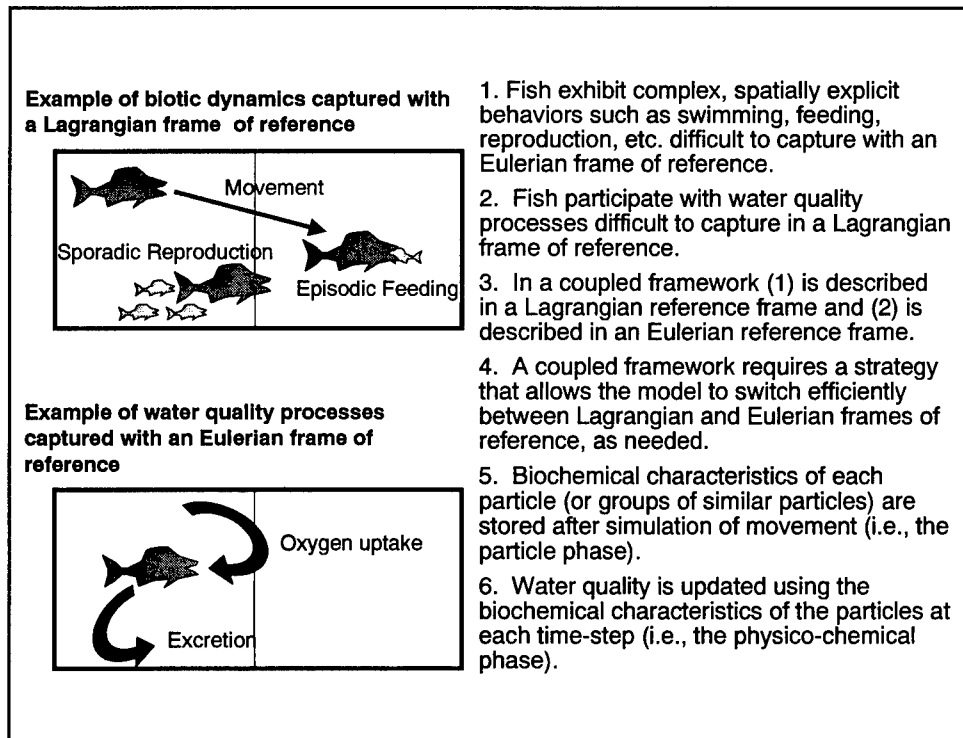 Example of biotic dynamics captured with
a Lagrangian frame of reference
Movement
Sporadic Reproduction
Episodic Feeding
Example of water quality processes
captured with an Eulerian frame of
reference
Oxygen uptake
Excretion
1. Fish exhibit complex, spatially explicit
behaviors such as swimming, feeding,
reproduction, etc. difficult to capture with an
Eulerian frame of reference.
2. Fish participate with water quality
processes difficult to capture in a Lagrangian
frame of reference.
3. In a coupled framework (1) is described
in a Lagrangian reference frame and (2) is
described in an Eulerian reference frame.
4. A coupled framework requires a strategy
that allows the model to switch efficiently
between Lagrangian and Eulerian frames of
reference, as needed.
5. Biochemical characteristics of each
particle (or groups of similar particles) are
stored after simulation of movement (i.e., the
particle phase).
6. Water quality is updated using the
biochemical characteristics of the particles at
each time-step (i.e., the physico-chemical
phase).